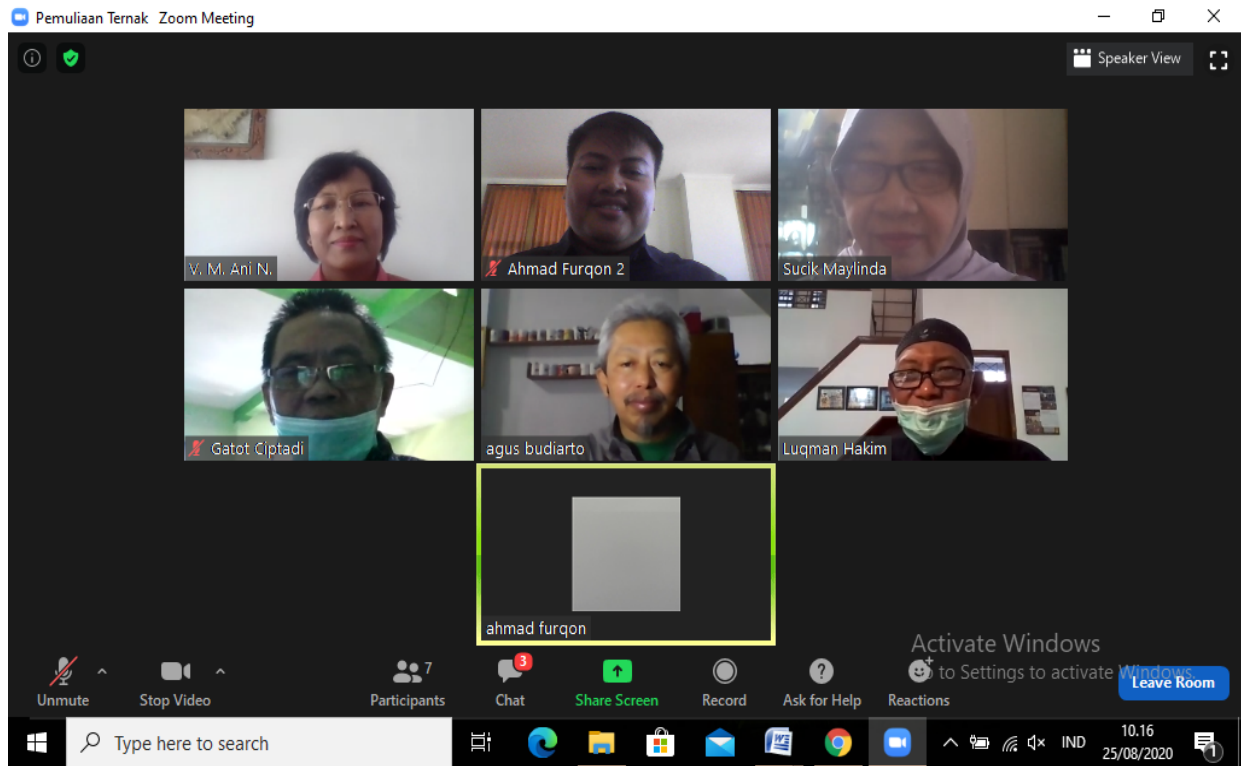 Pemuliaan Ternak Zoom Meeting
Speaker View
V. M. Ani N.
Ahmad Furqon 2
Sucik Maylinda
Gatot Ciptadi
agus budiarto
Luqman Hakim
ahmad furqon
Activate Windows
to Settings to activate Windows.
Unmute
Stop Video
7
Participants
3
Chat
Share Screen
Record
Ask for Help
Reactions
Leave Room
Type here to search
IND
10.16
25/08/2020
1